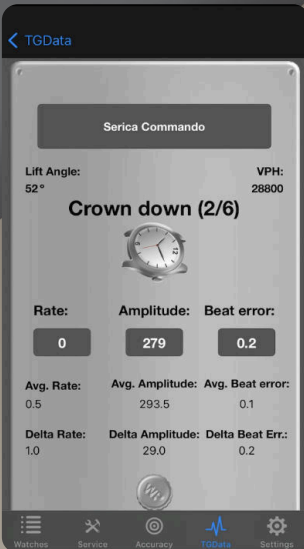 TGData
Serica Commando
Lift Angle: VPH:
52° 28800
Crown down (2/6)
12
Rate: Amplitude: Beat error:
0 279 0.2
Avg. Rate: Avg. Amplitude: Avg. Beat error:
0.5 293.5 0.1
Delta Rate: Delta Amplitude: Delta Beat Err.:
1.0 29.0 0.2
Watches Service Accuracy TGData Settings